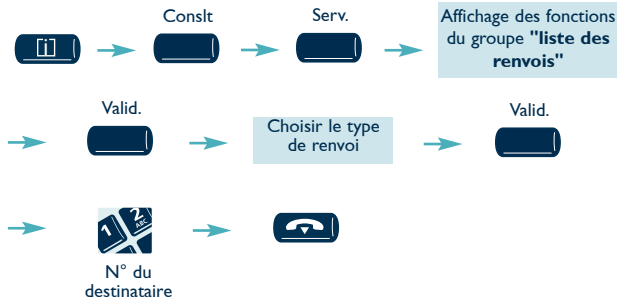 Conslt
Serv.
Affichage des fonctions
du groupe "liste des
renvois"
[i]
Valid.
Choisir le type
de renvoi
Valid.
1
2
ABC
N° du
destinataire